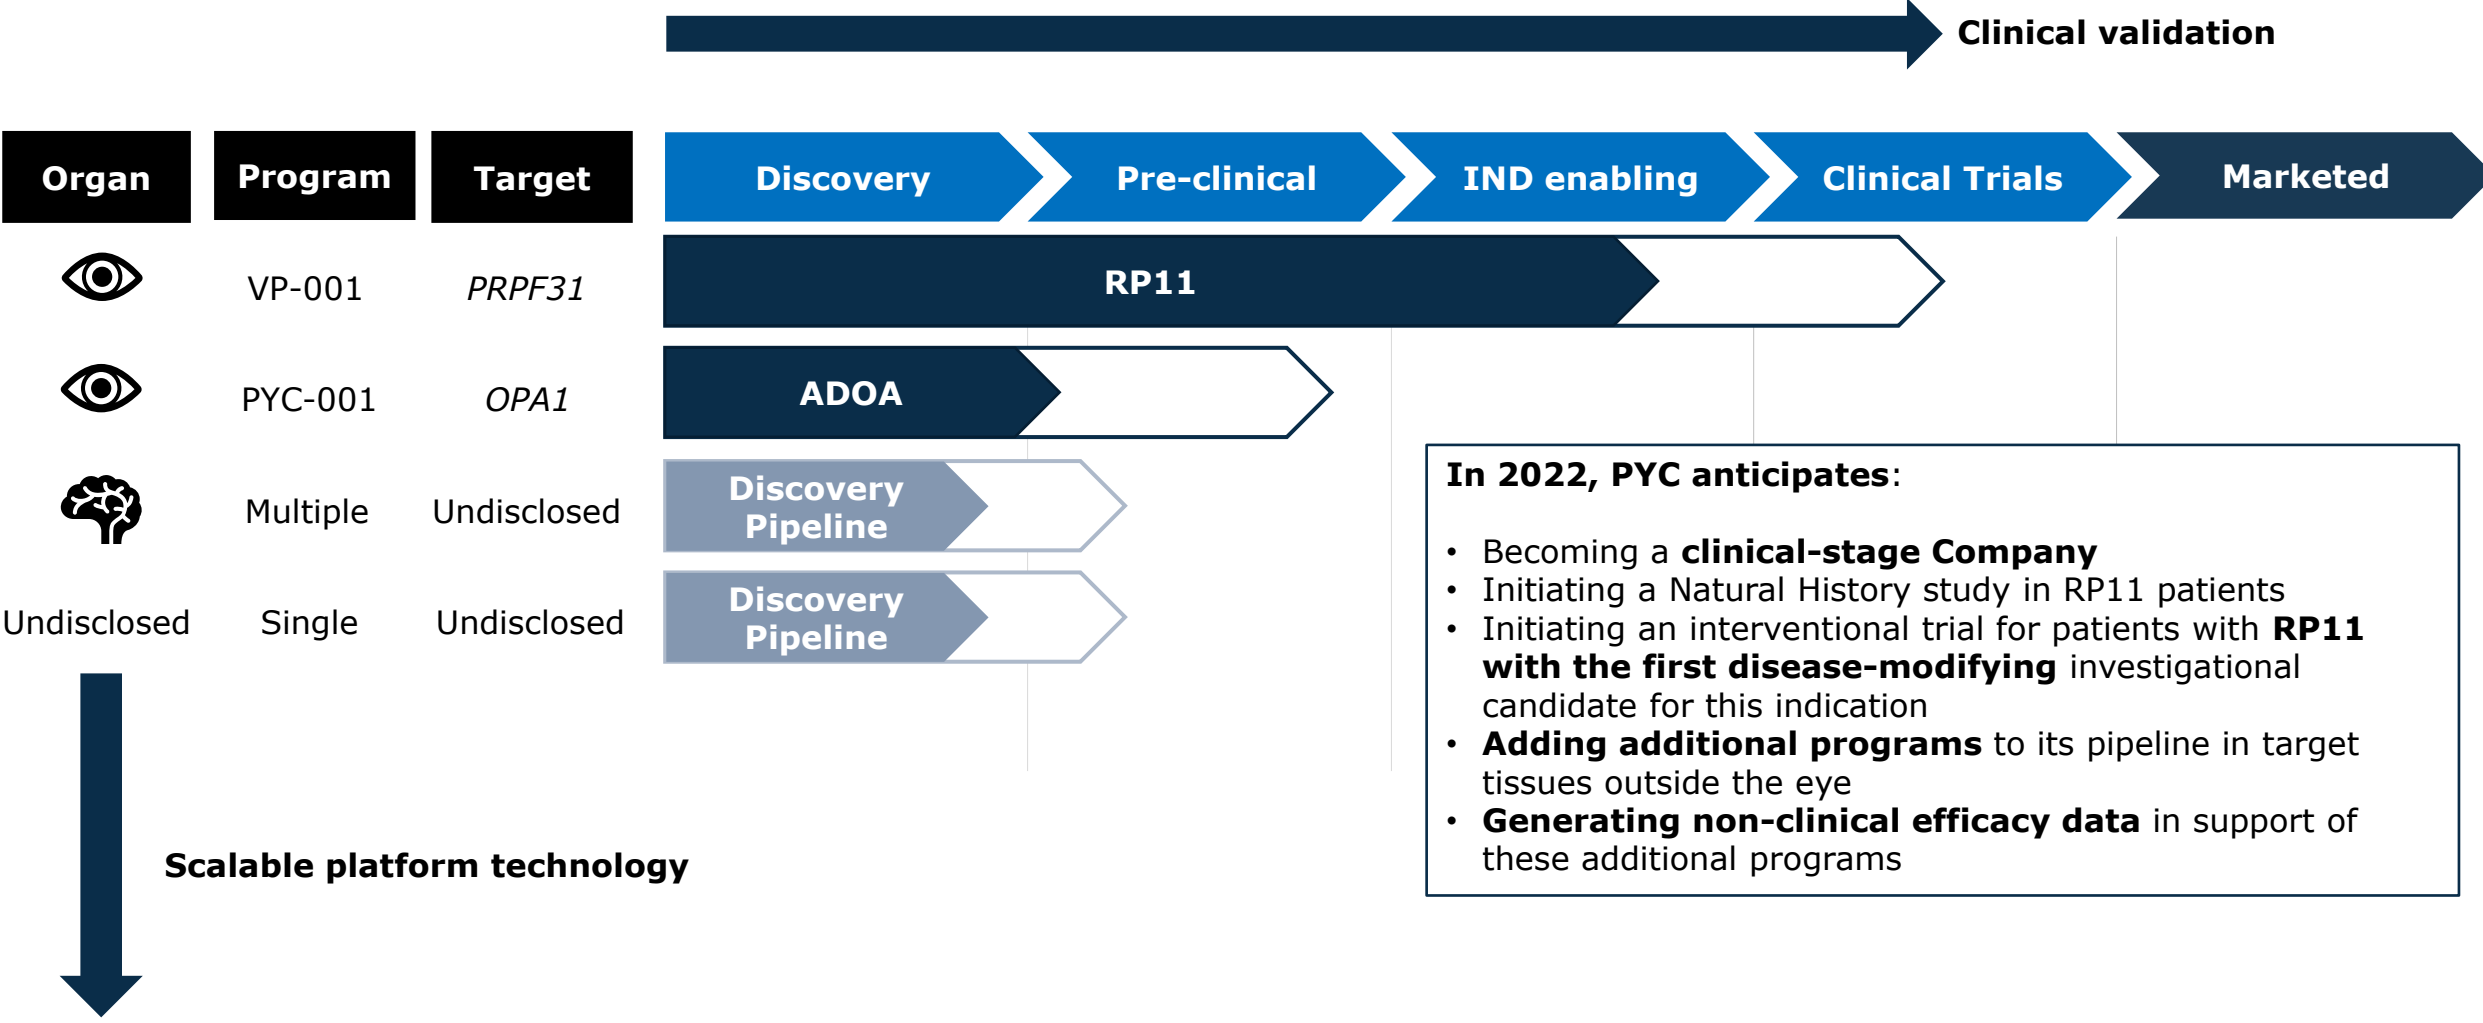 Clinical validation
Organ
Program
Target
Discovery
Pre-clinical
IND enabling
Clinical Trials
Marketed
VP-001
PRPF31
RP11
PYC-001
OPA1
ADOA
Multiple
Undisclosed
Discovery
Pipeline
Undisclosed
Single
Undisclosed
Discovery
Pipeline
In 2022, PYC anticipates:
• Becoming a clinical-stage Company
• Initiating a Natural History study in RP11 patients
• Initiating an interventional trial for patients with RP11
with the first disease-modifying investigational
candidate for this indication
• Adding additional programs to its pipeline in target
tissues outside the eye
• Generating non-clinical efficacy data in support of
these additional programs
Scalable platform technology